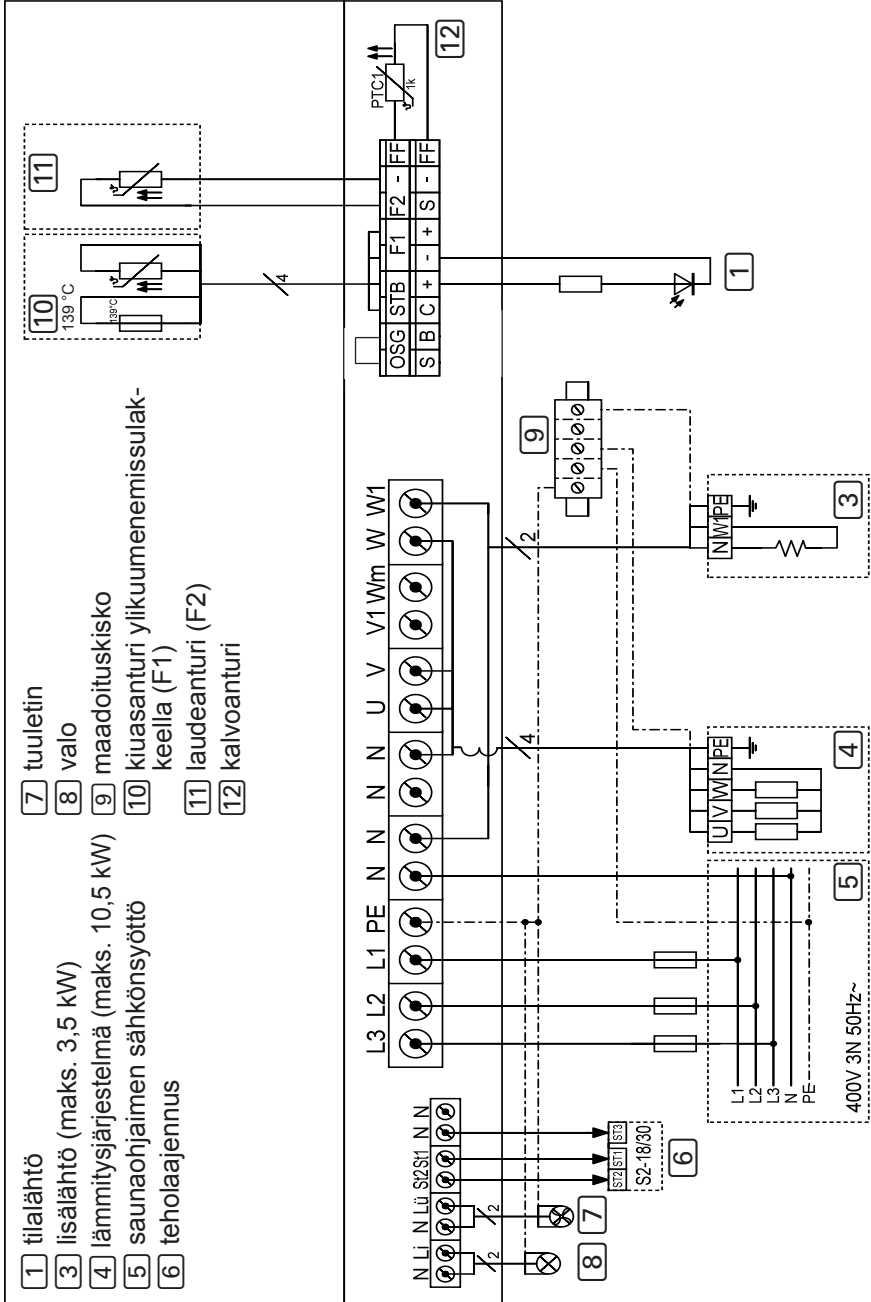 1 tilalähtö
3 lisälähtö (maks. 3,5 kW)
4 lämmitysjärjestelmä (maks. 10,5 kW)
5 saunaohjaimen sähkönsyöttö
6 teholaajennus
7 tuuletin
8 valo
9 maadoituskisko
10 kiuasanturi ylikuumenemissulak-
keella (F1)
11 laudeanturi (F2)
12 kalvoanturi
10
139 °C
139°C
11
12
PTC1
1k
4
OSG STB F1 F2 - FF
S B C + - + S - FF
1
N Li N Lü St2 St1 N N
L3 L2 L1 PE N N N N U V V1 Wm W W1
9
2
2
2
4
8
7
ST2 ST1 ST3
S2-18/30
6
L1
L2
L3
N
PE
400V 3N 50Hz~
5
U V W N PE
4
N W1 PE
3